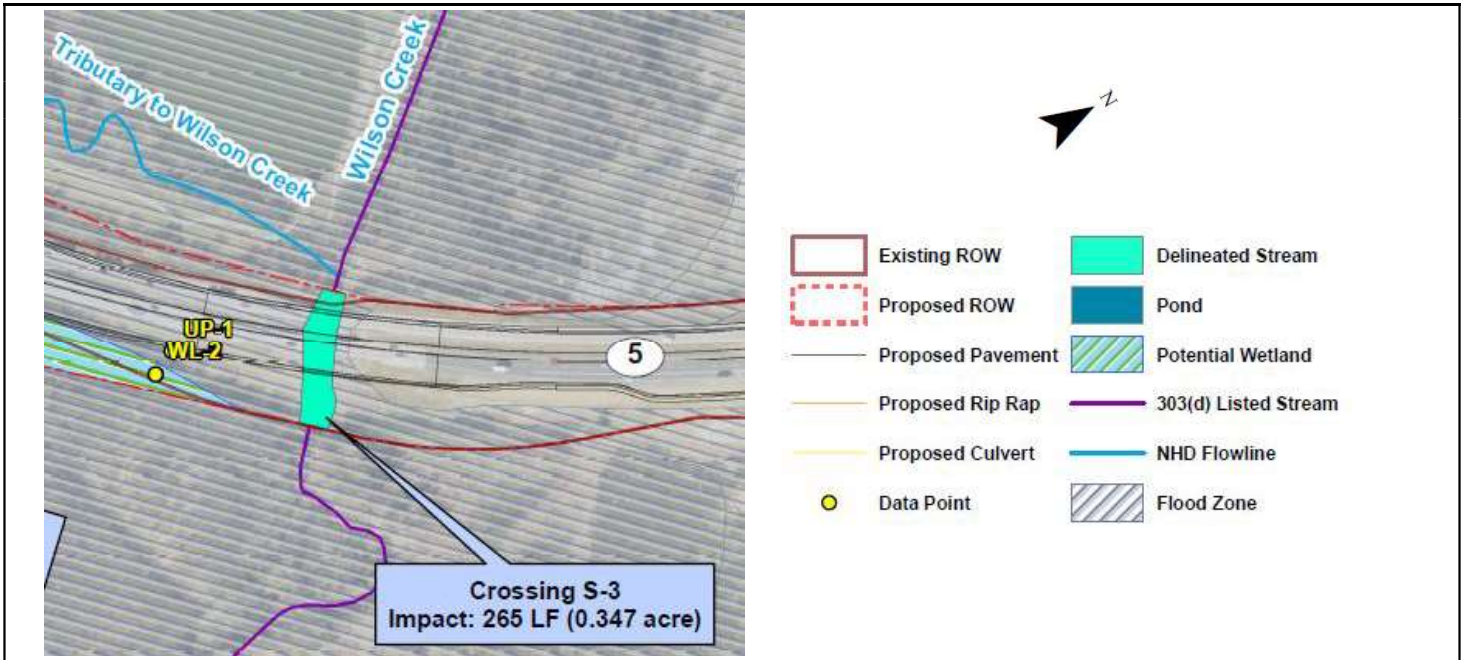 Tributary to Wilson Creek
Wilson Creek
UP-1
WL-2
5
Crossing S-3
Impact: 265 LF (0.347 acre)
N
Existing ROW
Proposed ROW
Proposed Pavement
Proposed Rip Rap
Proposed Culvert
Data Point
Delineated Stream
Pond
Potential Wetland
303(d) Listed Stream
NHD Flowline
Flood Zone